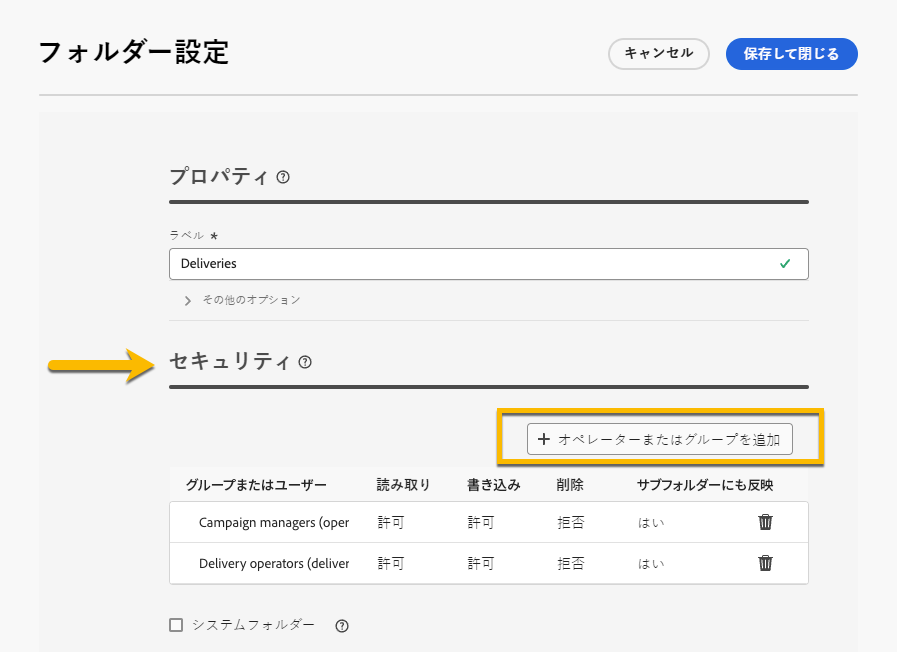 フォルダー設定
キャンセル
保存して閉じる
プロパティ
ラベル *
Deliveries
その他のオプション
セキュリティ
+ オペレーターまたはグループを追加
グループまたはユーザー 読み取り 書き込み 削除 サブフォルダーにも反映
Campaign managers (oper 許可 許可 拒否 はい
Delivery operators (deliver 許可 許可 拒否 はい
システムフォルダー